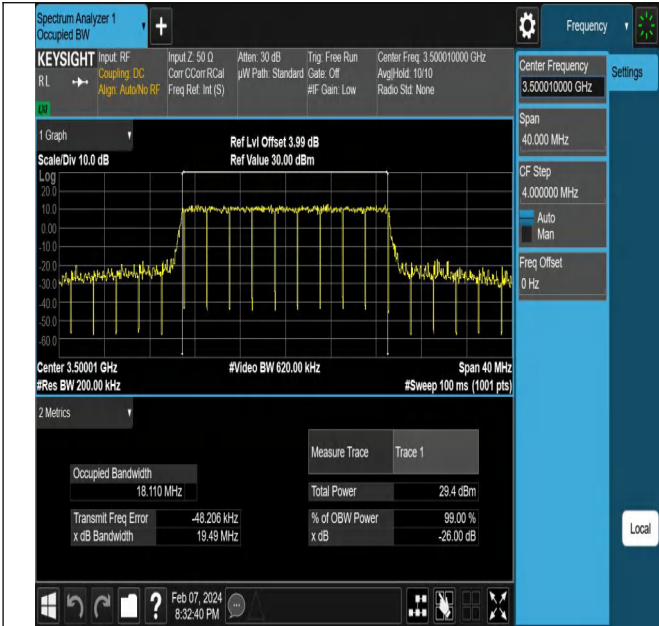 Spectrum Analyzer 1
Occupied BW
+
Frequency
KEYSIGHT
RL
LXI
Input: RF
Coupling: DC
Align: Auto/No RF
Input Z: 50 Ω
Corr CCorr RCal
Freq Ref: Int (S)
Atten: 30 dB
µW Path: Standard
Trig: Free Run
Gate: Off
#IF Gain: Low
Center Freq: 3.500010000 GHz
Avg|Hold: 10/10
Radio Std: None
Center Frequency
3.500010000 GHz
Settings
Span
40.000 MHz
CF Step
4.000000 MHz
Auto
Man
Freq Offset
0 Hz
Local
1 Graph
Scale/Div 10.0 dB
Ref Lvl Offset 3.99 dB
Ref Value 30.00 dBm
Log
20.0
10.0
0.00
-10.0
-20.0
-30.0
-40.0
-50.0
-60.0
Center 3.50001 GHz
#Video BW 620.00 kHz
Span 40 MHz
#Res BW 200.00 kHz
#Sweep 100 ms (1001 pts)
2 Metrics
Measure Trace Trace 1
Occupied Bandwidth
18.110 MHz
Total Power 29.4 dBm
Transmit Freq Error -48.206 kHz
% of OBW Power 99.00 %
x dB Bandwidth 19.49 MHz
x dB -26.00 dB
?
Feb 07, 2024
8:32:40 PM